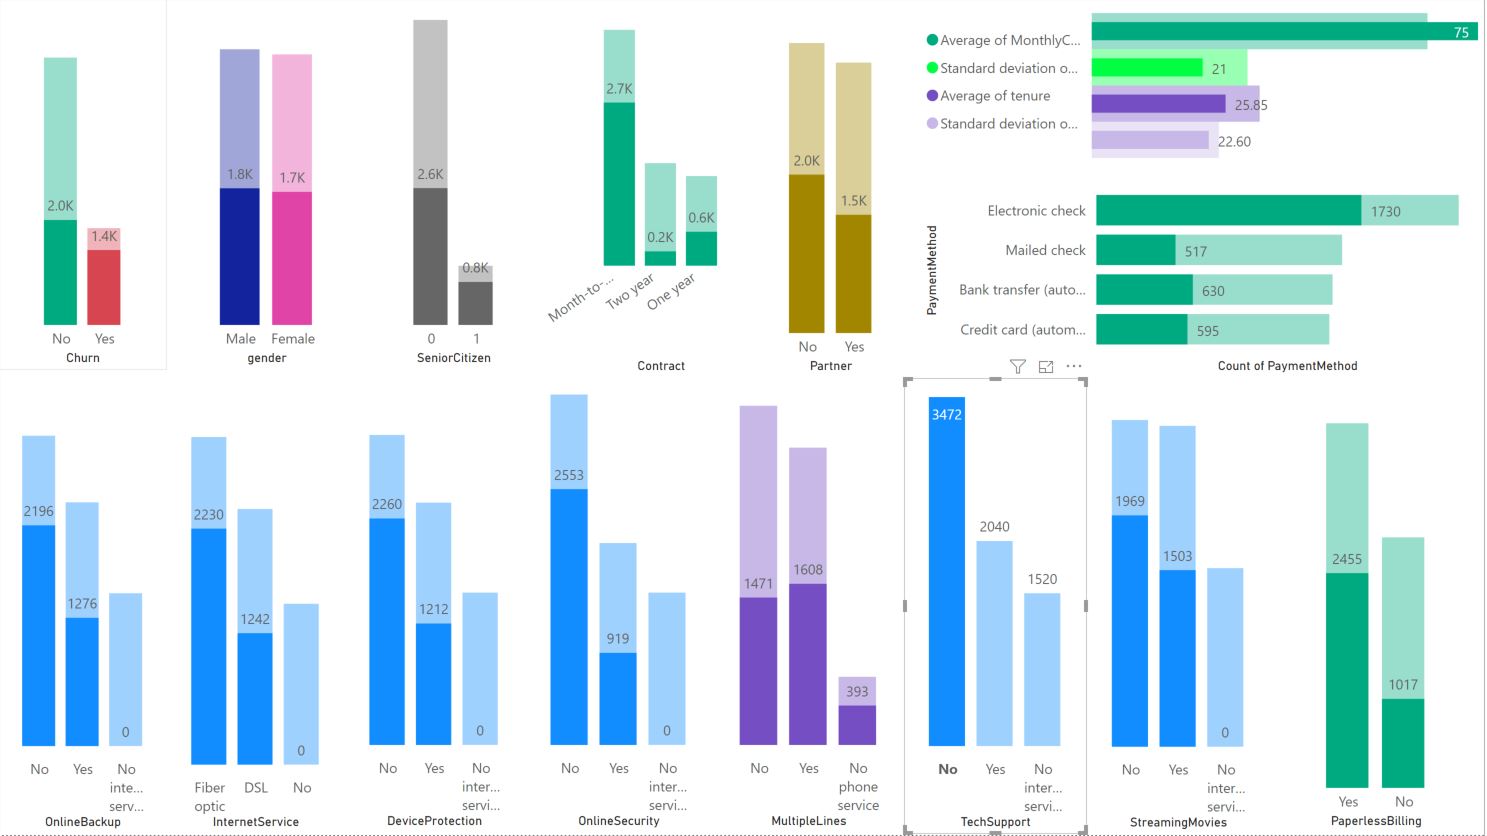 2.0K
1.4K
No Yes
Churn
1.8K
1.7K
Male Female
gender
2.6K
0.8K
0 1
SeniorCitizen
2.7K
0.2K
0.6K
Month-to-...
Two year
One year
Contract
2.0K
1.5K
No Yes
Partner
Average of MonthlyC...
Standard deviation o...
Average of tenure
Standard deviation o...
75
21
25.85
22.60
PaymentMethod
Electronic check 1730
Mailed check 517
Bank transfer (auto... 630
Credit card (autom... 595
Count of PaymentMethod
2196
1276
0
No Yes No
inte...
serv...
OnlineBackup
2230
1242
0
Fiber DSL No
optic
InternetService
2260
1212
0
No Yes No
inter...
servi...
DeviceProtection
2553
919
0
No Yes No
inter...
servi...
OnlineSecurity
1471
1608
393
No Yes No
phone
service
MultipleLines
3472
2040
1520
No Yes No
inter...
servi...
TechSupport
1969
1503
0
No Yes No
inter...
servi...
StreamingMovies
2455
1017
Yes No
PaperlessBilling